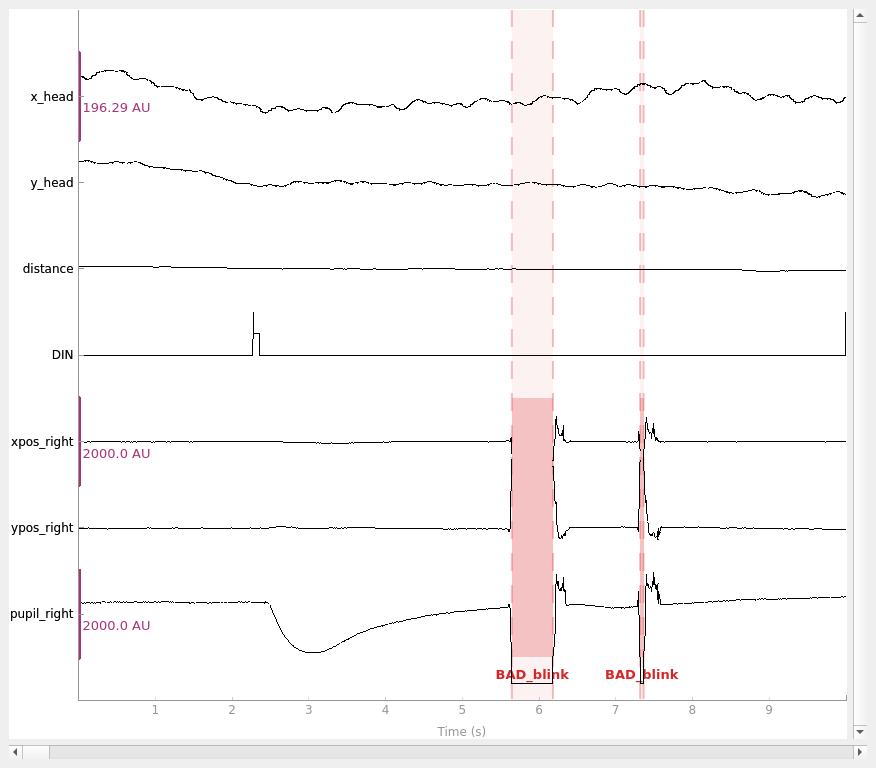 x_head
196.29 AU
y_head
distance
DIN
xpos_right
2000.0 AU
ypos_right
pupil_right
2000.0 AU
BAD_blink BAD_blink
1 2 3 4 5 6 7 8 9
Time (s)